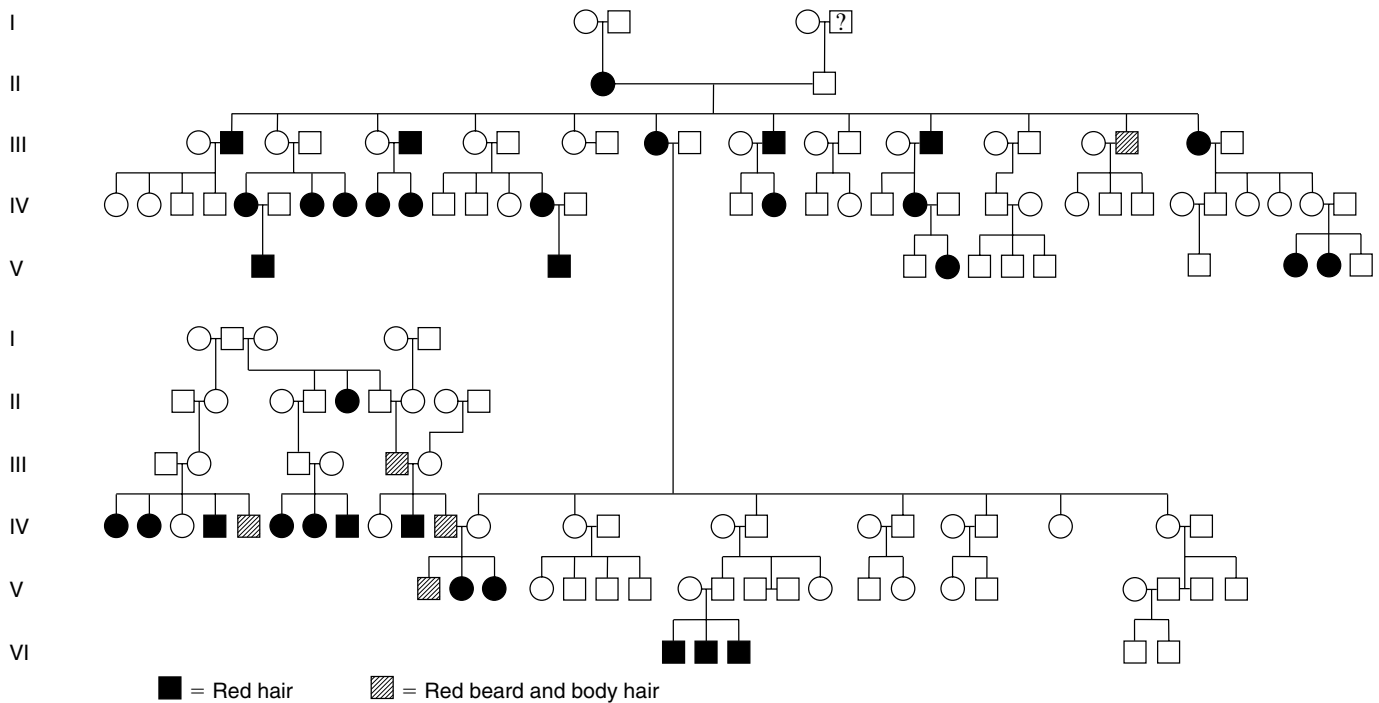 I
?
II
III
IV
V
I
II
III
IV
V
VI
= Red hair
= Red beard and body hair